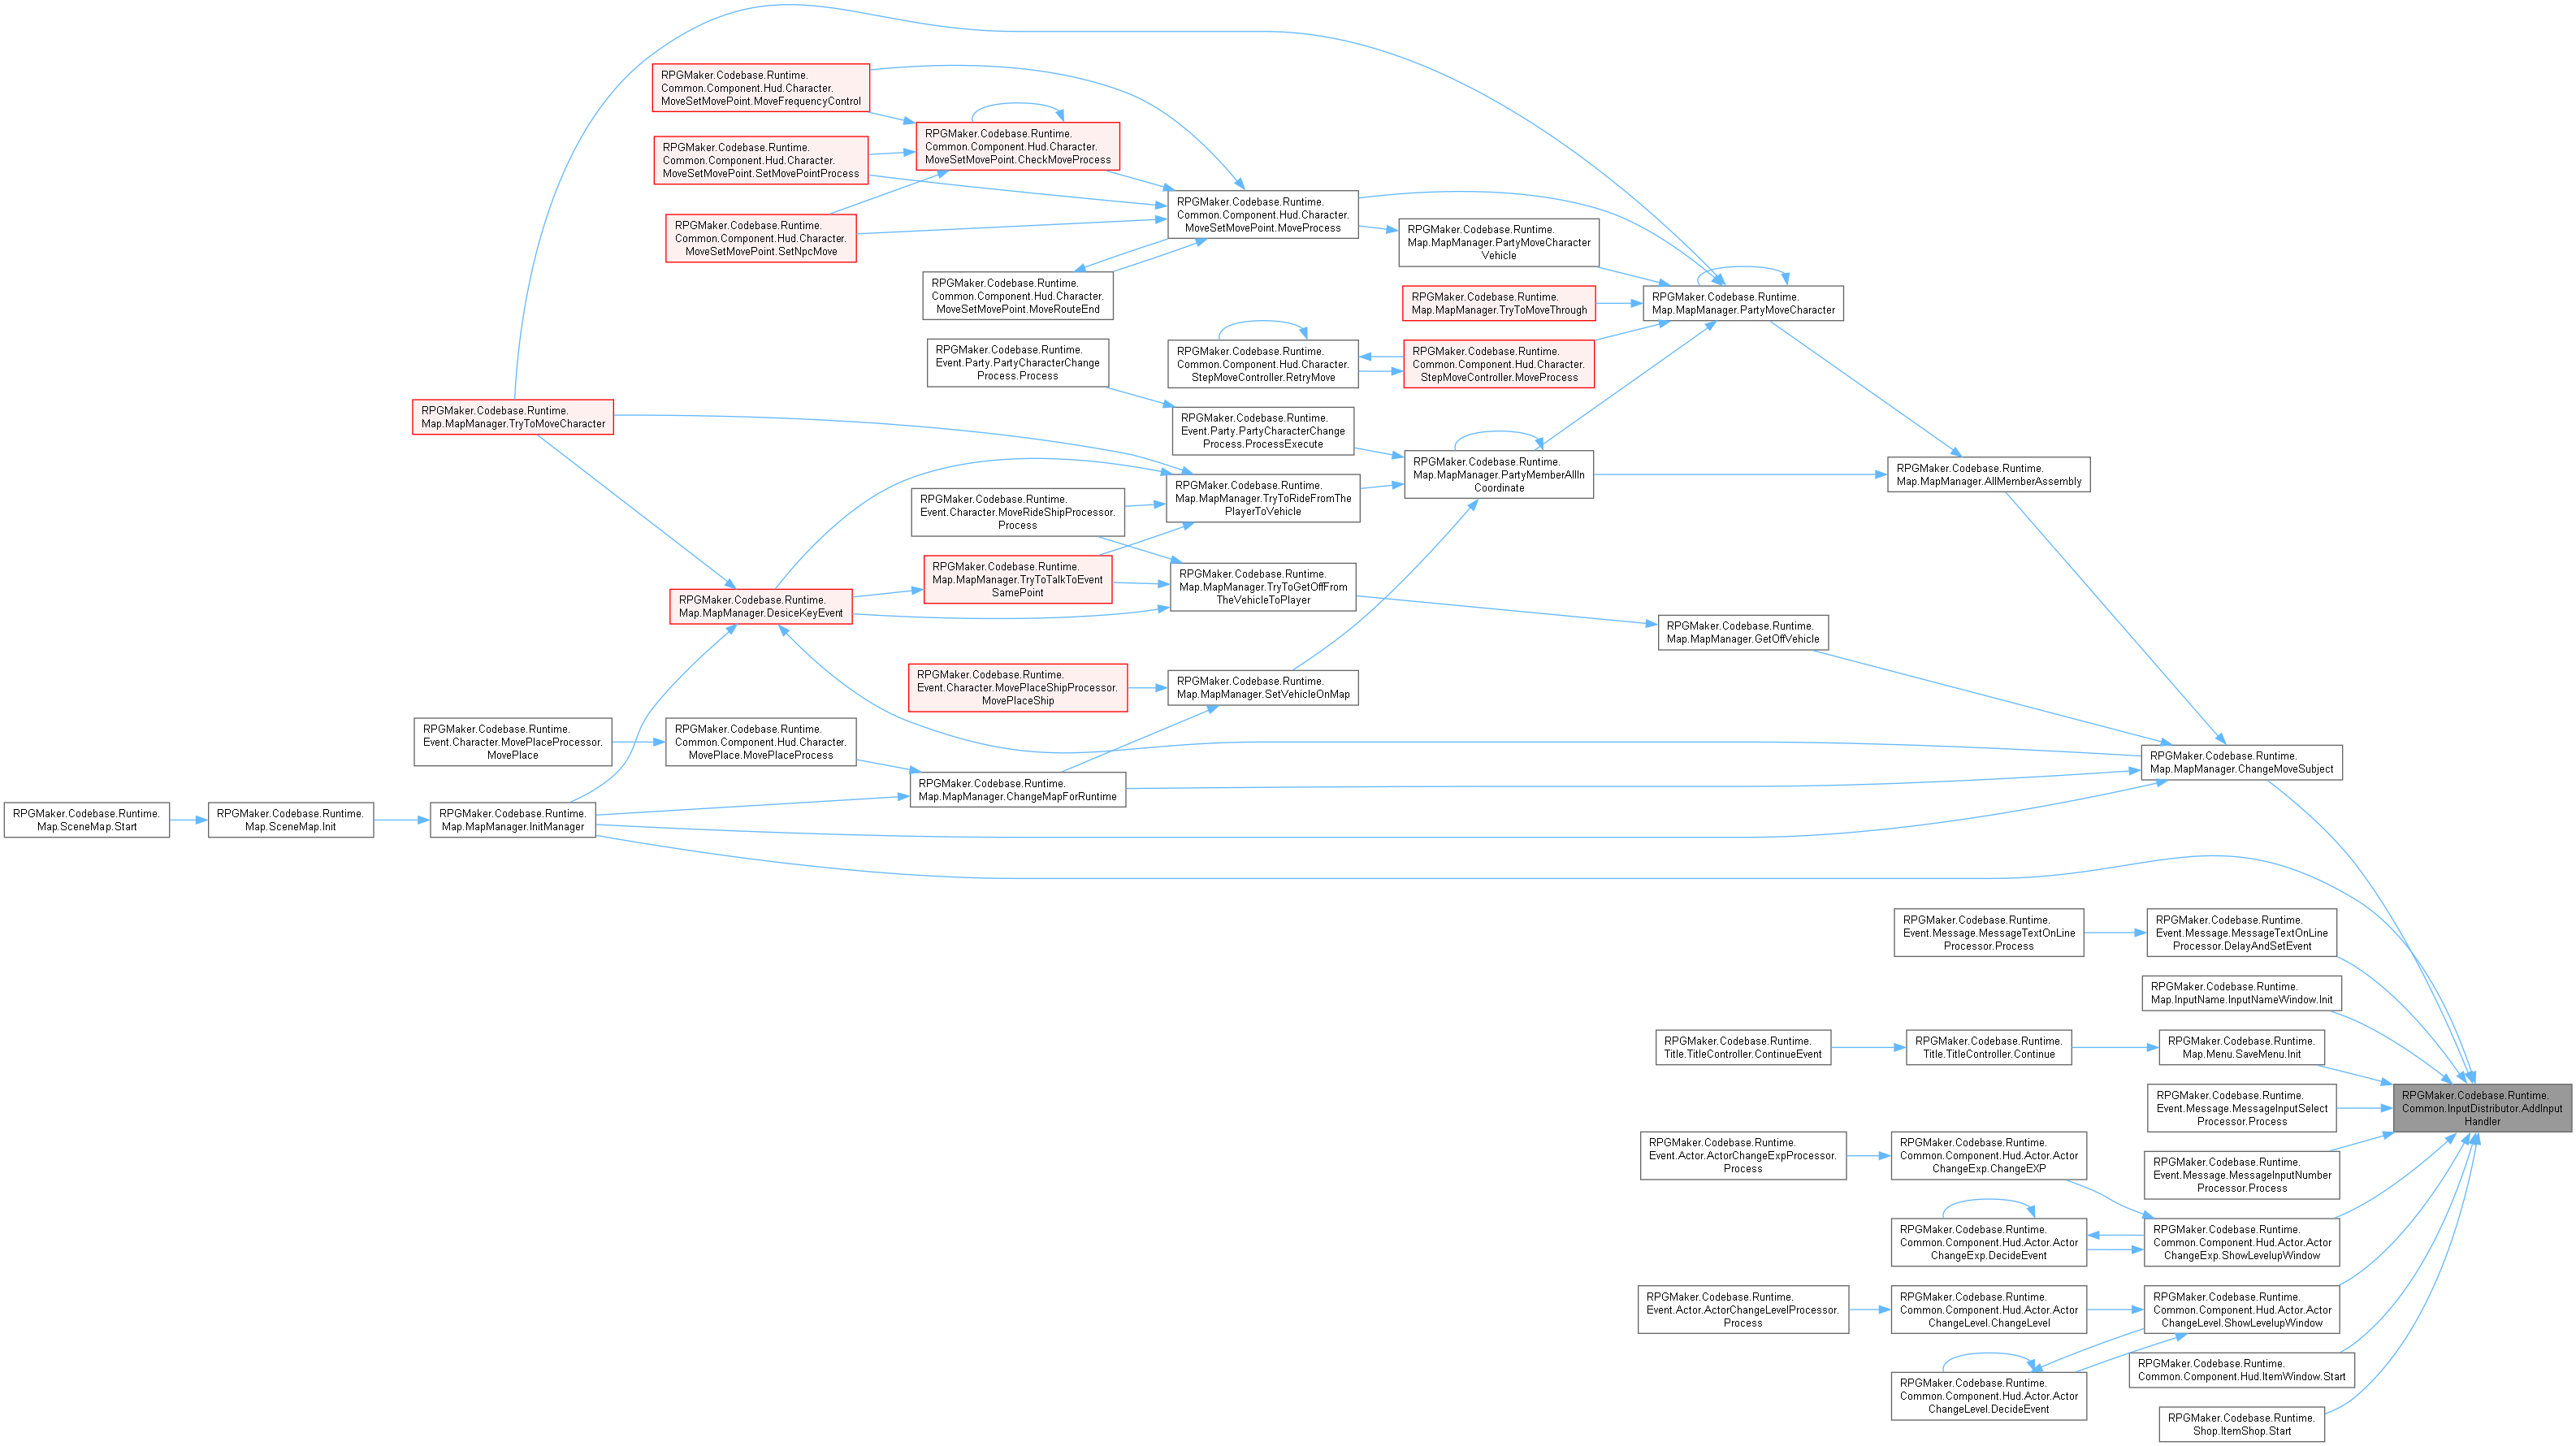 RPGMaker.Codebase.Runtime.
Common.Component.Hud.Character.
MoveSetMovePoint.MoveFrequencyControl
RPGMaker.Codebase.Runtime.
Common.Component.Hud.Character.
MoveSetMovePoint.CheckMoveProcess
RPGMaker.Codebase.Runtime.
Common.Component.Hud.Character.
MoveSetMovePoint.SetMovePointProcess
RPGMaker.Codebase.Runtime.
Common.Component.Hud.Character.
MoveSetMovePoint.MoveProcess
RPGMaker.Codebase.Runtime.
Common.Component.Hud.Character.
MoveSetMovePoint.SetNpcMove
RPGMaker.Codebase.Runtime.
Map.MapManager.PartyMoveCharacter
Vehicle
RPGMaker.Codebase.Runtime.
Common.Component.Hud.Character.
MoveSetMovePoint.MoveRouteEnd
RPGMaker.Codebase.Runtime.
Map.MapManager.TryToMoveThrough
RPGMaker.Codebase.Runtime.
Map.MapManager.PartyMoveCharacter
RPGMaker.Codebase.Runtime.
Event.Party.PartyCharacterChange
Process.Process
RPGMaker.Codebase.Runtime.
Common.Component.Hud.Character.
StepMoveController.RetryMove
RPGMaker.Codebase.Runtime.
Common.Component.Hud.Character.
StepMoveController.MoveProcess
RPGMaker.Codebase.Runtime.
Map.MapManager.TryToMoveCharacter
RPGMaker.Codebase.Runtime.
Event.Party.PartyCharacterChange
Process.ProcessExecute
RPGMaker.Codebase.Runtime.
Map.MapManager.PartyMemberAllIn
Coordinate
RPGMaker.Codebase.Runtime.
Map.MapManager.AllMemberAssembly
RPGMaker.Codebase.Runtime.
Map.MapManager.TryToRideFromThe
PlayerToVehicle
RPGMaker.Codebase.Runtime.
Event.Character.MoveRideShipProcessor.
Process
RPGMaker.Codebase.Runtime.
Map.MapManager.TryToTalkToEvent
SamePoint
RPGMaker.Codebase.Runtime.
Map.MapManager.TryToGetOffFrom
TheVehicleToPlayer
RPGMaker.Codebase.Runtime.
Map.MapManager.DesiceKeyEvent
RPGMaker.Codebase.Runtime.
Map.MapManager.GetOffVehicle
RPGMaker.Codebase.Runtime.
Event.Character.MovePlaceShipProcessor.
MovePlaceShip
RPGMaker.Codebase.Runtime.
Map.MapManager.SetVehicleOnMap
RPGMaker.Codebase.Runtime.
Event.Character.MovePlaceProcessor.
MovePlace
RPGMaker.Codebase.Runtime.
Common.Component.Hud.Character.
MovePlace.MovePlaceProcess
RPGMaker.Codebase.Runtime.
Map.MapManager.ChangeMoveSubject
RPGMaker.Codebase.Runtime.
Map.MapManager.ChangeMapForRuntime
RPGMaker.Codebase.Runtime.
Map.SceneMap.Start
RPGMaker.Codebase.Runtime.
Map.SceneMap.Init
RPGMaker.Codebase.Runtime.
Map.MapManager.InitManager
RPGMaker.Codebase.Runtime.
Event.Message.MessageTextOnLine
Processor.Process
RPGMaker.Codebase.Runtime.
Event.Message.MessageTextOnLine
Processor.DelayAndSetEvent
RPGMaker.Codebase.Runtime.
Map.InputName.InputNameWindow.Init
RPGMaker.Codebase.Runtime.
Title.TitleController.ContinueEvent
RPGMaker.Codebase.Runtime.
Title.TitleController.Continue
RPGMaker.Codebase.Runtime.
Map.Menu.SaveMenu.Init
RPGMaker.Codebase.Runtime.
Event.Message.MessageInputSelect
Processor.Process
RPGMaker.Codebase.Runtime.
Common.InputDistributor.AddInput
Handler
RPGMaker.Codebase.Runtime.
Event.Actor.ActorChangeExpProcessor.
Process
RPGMaker.Codebase.Runtime.
Common.Component.Hud.Actor.Actor
ChangeExp.ChangeEXP
RPGMaker.Codebase.Runtime.
Event.Message.MessageInputNumber
Processor.Process
RPGMaker.Codebase.Runtime.
Common.Component.Hud.Actor.Actor
ChangeExp.DecideEvent
RPGMaker.Codebase.Runtime.
Common.Component.Hud.Actor.Actor
ChangeExp.ShowLevelupWindow
RPGMaker.Codebase.Runtime.
Event.Actor.ActorChangeLevelProcessor.
Process
RPGMaker.Codebase.Runtime.
Common.Component.Hud.Actor.Actor
ChangeLevel.ChangeLevel
RPGMaker.Codebase.Runtime.
Common.Component.Hud.Actor.Actor
ChangeLevel.ShowLevelupWindow
RPGMaker.Codebase.Runtime.
Common.Component.Hud.ItemWindow.Start
RPGMaker.Codebase.Runtime.
Common.Component.Hud.Actor.Actor
ChangeLevel.DecideEvent
RPGMaker.Codebase.Runtime.
Shop.ItemShop.Start